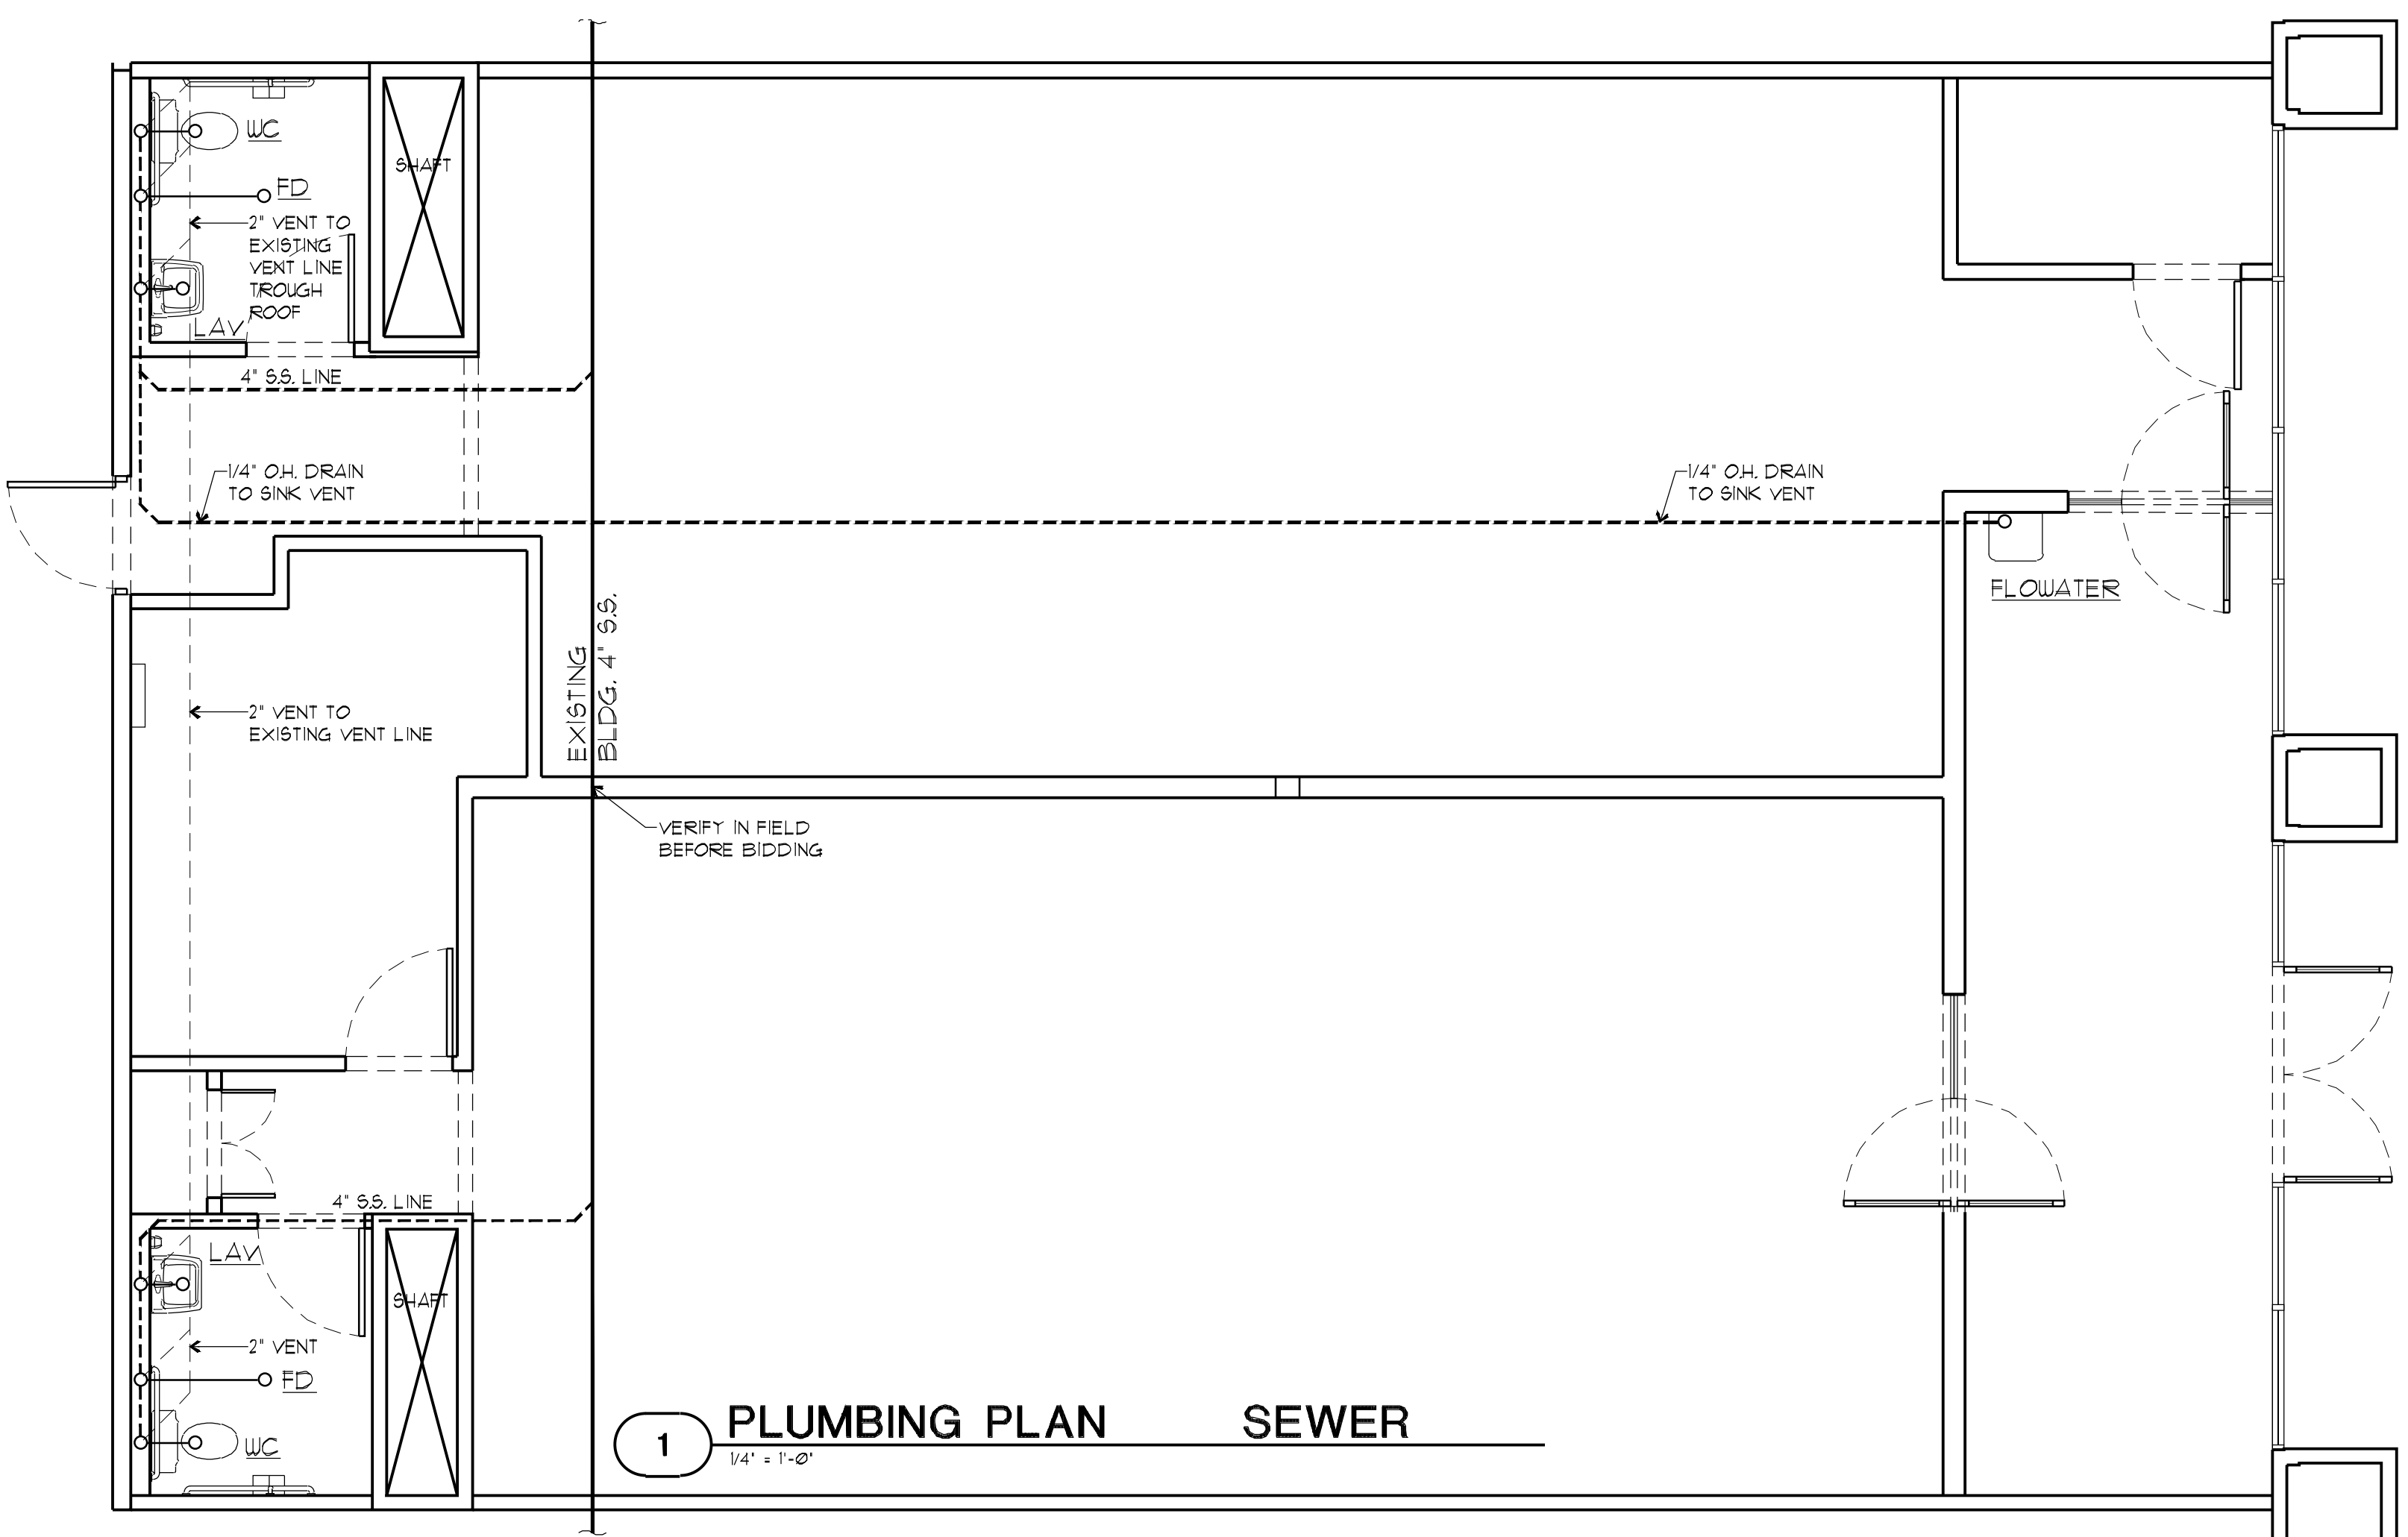 WC
SHAFT
FD
2" VENT TO
EXISTING
VENT LINE
TROUGH
ROOF
LAV
4" S.S. LINE
1/4" O.H. DRAIN
TO SINK VENT
1/4" O.H. DRAIN
TO SINK VENT
FLOWATER
EXISTING
BLDG. 4" S.S.
2" VENT TO
EXISTING VENT LINE
VERIFY IN FIELD
BEFORE BIDDING
4" S.S. LINE
LAV
SHAFT
2" VENT
FD
WC
1
PLUMBING PLAN SEWER
1/4" = 1'-0"